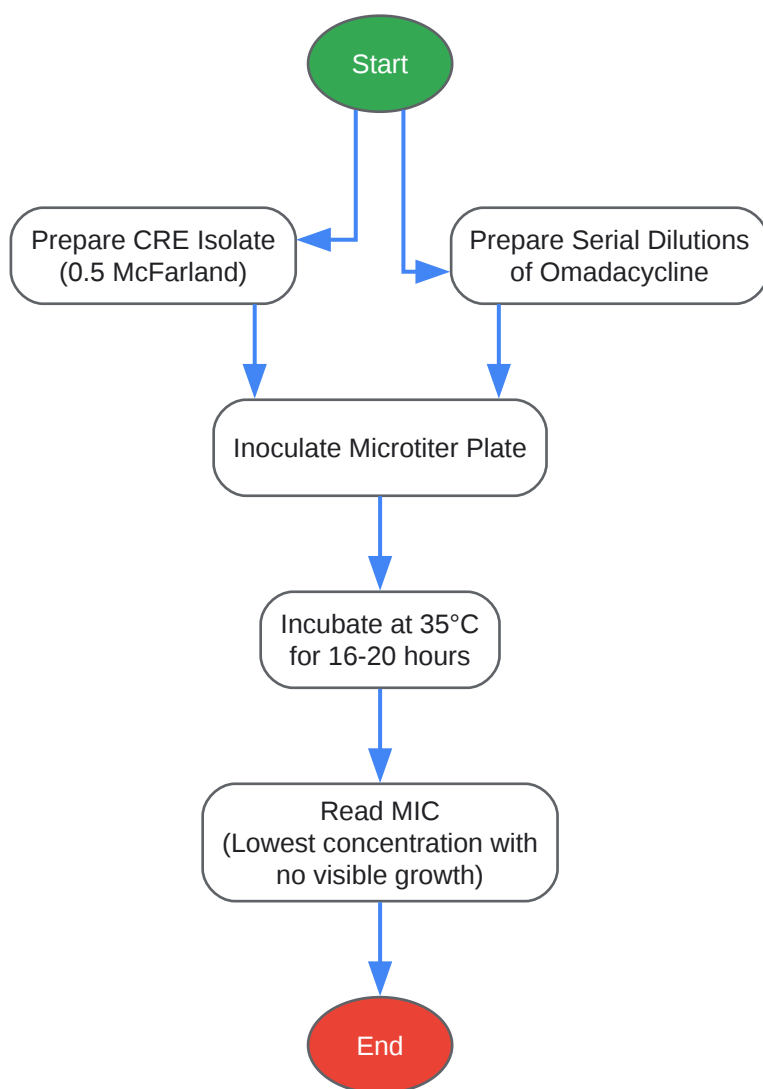 Start
Prepare CRE Isolate
(0.5 McFarland)
Prepare Serial Dilutions
of Omadacycline
Inoculate Microtiter Plate
Incubate at 35°C
for 16-20 hours
Read MIC
(Lowest concentration with
no visible growth)
End